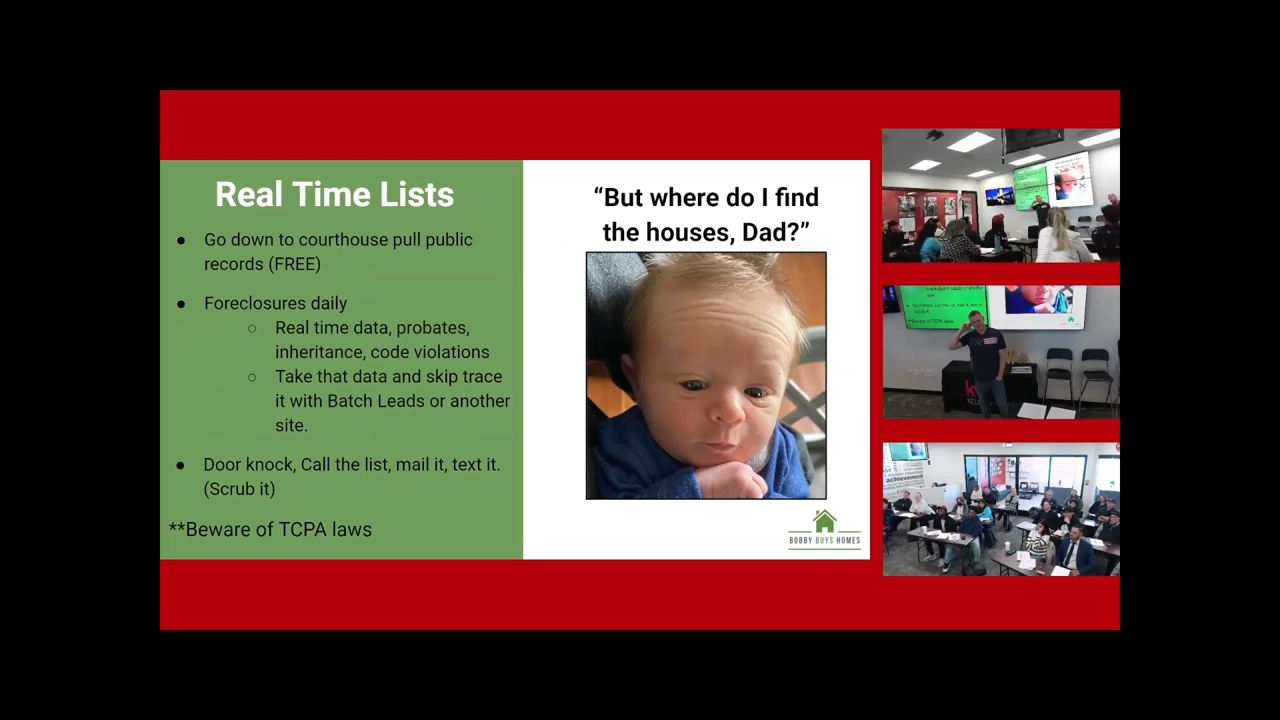 Real Time Lists
● Go down to courthouse pull public
records (FREE)
● Foreclosures daily
○ Real time data, probates,
inheritance, code violations
○ Take that data and skip trace
it with Batch Leads or another
site.
● Door knock, Call the list, mail it, text it.
(Scrub it)
**Beware of TCPA laws
“But where do I find
the houses, Dad?”
BOBBY BUYS HOMES
achievement